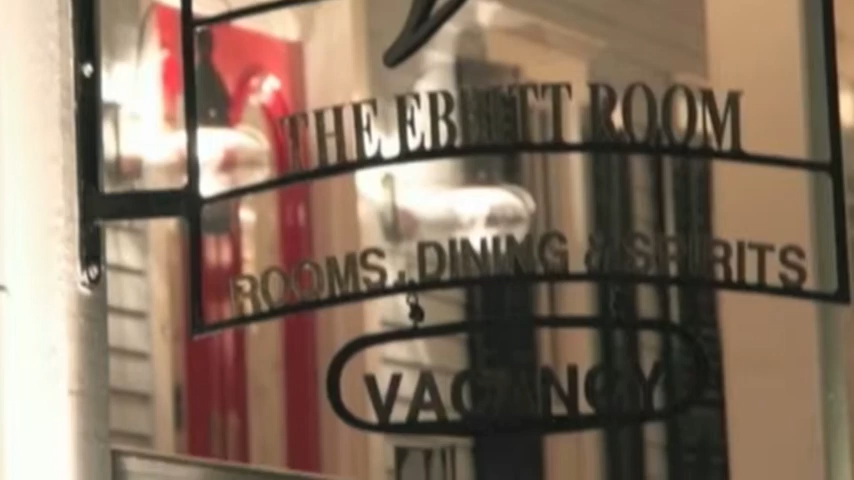 THE EBBITT ROOM
ROOMS, DINING & SPIRITS
VACANCY